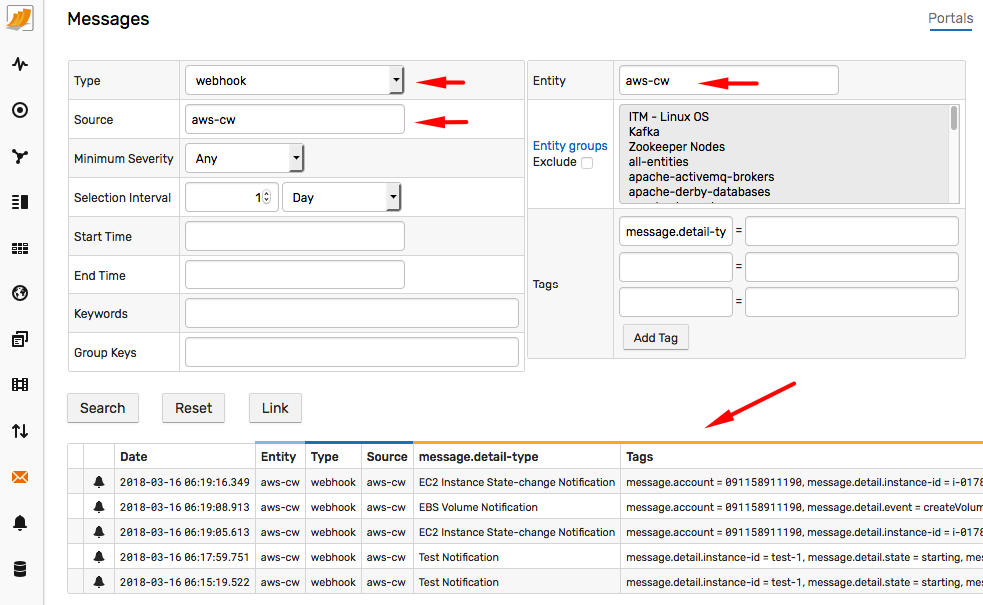 Messages
Portals
Type webhook
Source aws-cw
Minimum Severity Any
Selection Interval 1 Day
Start Time
End Time
Keywords
Group Keys
Entity aws-cw
Entity groups
Exclude
ITM - Linux OS
Kafka
Zookeeper Nodes
all-entities
apache-activemq-brokers
apache-derby-databases
Tags
message.detail-ty =
=
=
Add Tag
Search Reset Link
Date Entity Type Source message.detail-type Tags
2018-03-16 06:19:16.349 aws-cw webhook aws-cw EC2 Instance State-change Notification message.account = 091158911190, message.detail.instance-id = i-0178
2018-03-16 06:19:08.913 aws-cw webhook aws-cw EBS Volume Notification message.account = 091158911190, message.detail.event = createVolum
2018-03-16 06:19:05.613 aws-cw webhook aws-cw EC2 Instance State-change Notification message.account = 091158911190, message.detail.instance-id = i-0178
2018-03-16 06:17:59.751 aws-cw webhook aws-cw Test Notification message.detail.instance-id = test-1, message.detail.state = starting, mes
2018-03-16 06:15:19.522 aws-cw webhook aws-cw Test Notification message.detail.instance-id = test-1, message.detail.state = starting, mes